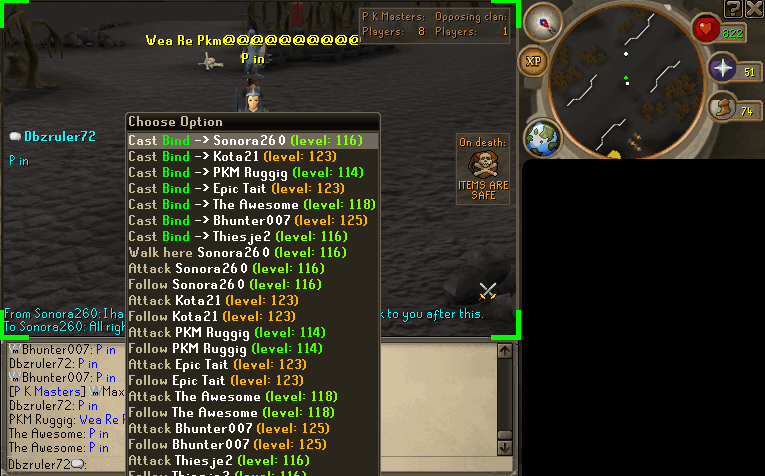 P K Masters: Opposing clan:
Players: 8 Players: 1
Wea Re Pkm@@@@@@@@@@
P in
Dbzruler72
P in
On death:
ITEMS ARE
SAFE
XP
?
822
51
74
Choose Option
Cast Bind -> Sonora260 (level: 116)
Cast Bind -> Kota21 (level: 123)
Cast Bind -> PKM Ruggig (level: 114)
Cast Bind -> Epic Tait (level: 123)
Cast Bind -> The Awesome (level: 118)
Cast Bind -> Bhunter007 (level: 125)
Cast Bind -> Thiesje2 (level: 116)
Walk here Sonora260 (level: 116)
Attack Sonora260 (level: 116)
Follow Sonora260 (level: 116)
Attack Kota21 (level: 123)
Follow Kota21 (level: 123)
Attack PKM Ruggig (level: 114)
Follow PKM Ruggig (level: 114)
Attack Epic Tait (level: 123)
Follow Epic Tait (level: 123)
Attack The Awesome (level: 118)
Follow The Awesome (level: 118)
Attack Bhunter007 (level: 125)
Follow Bhunter007 (level: 125)
Attack Thiesje2 (level: 116)
Follow Thiesje2 (level: 116)
From Sonora260: I ha k to you after this.
To Sonora260: All righ
Bhunter007: P in
Dbzruler72: P in
Bhunter007: P in
[P K Masters] Max
Dbzruler72: P in
PKM Ruggig: Wea Re P
The Awesome: P in
The Awesome: P in
Dbzruler72: